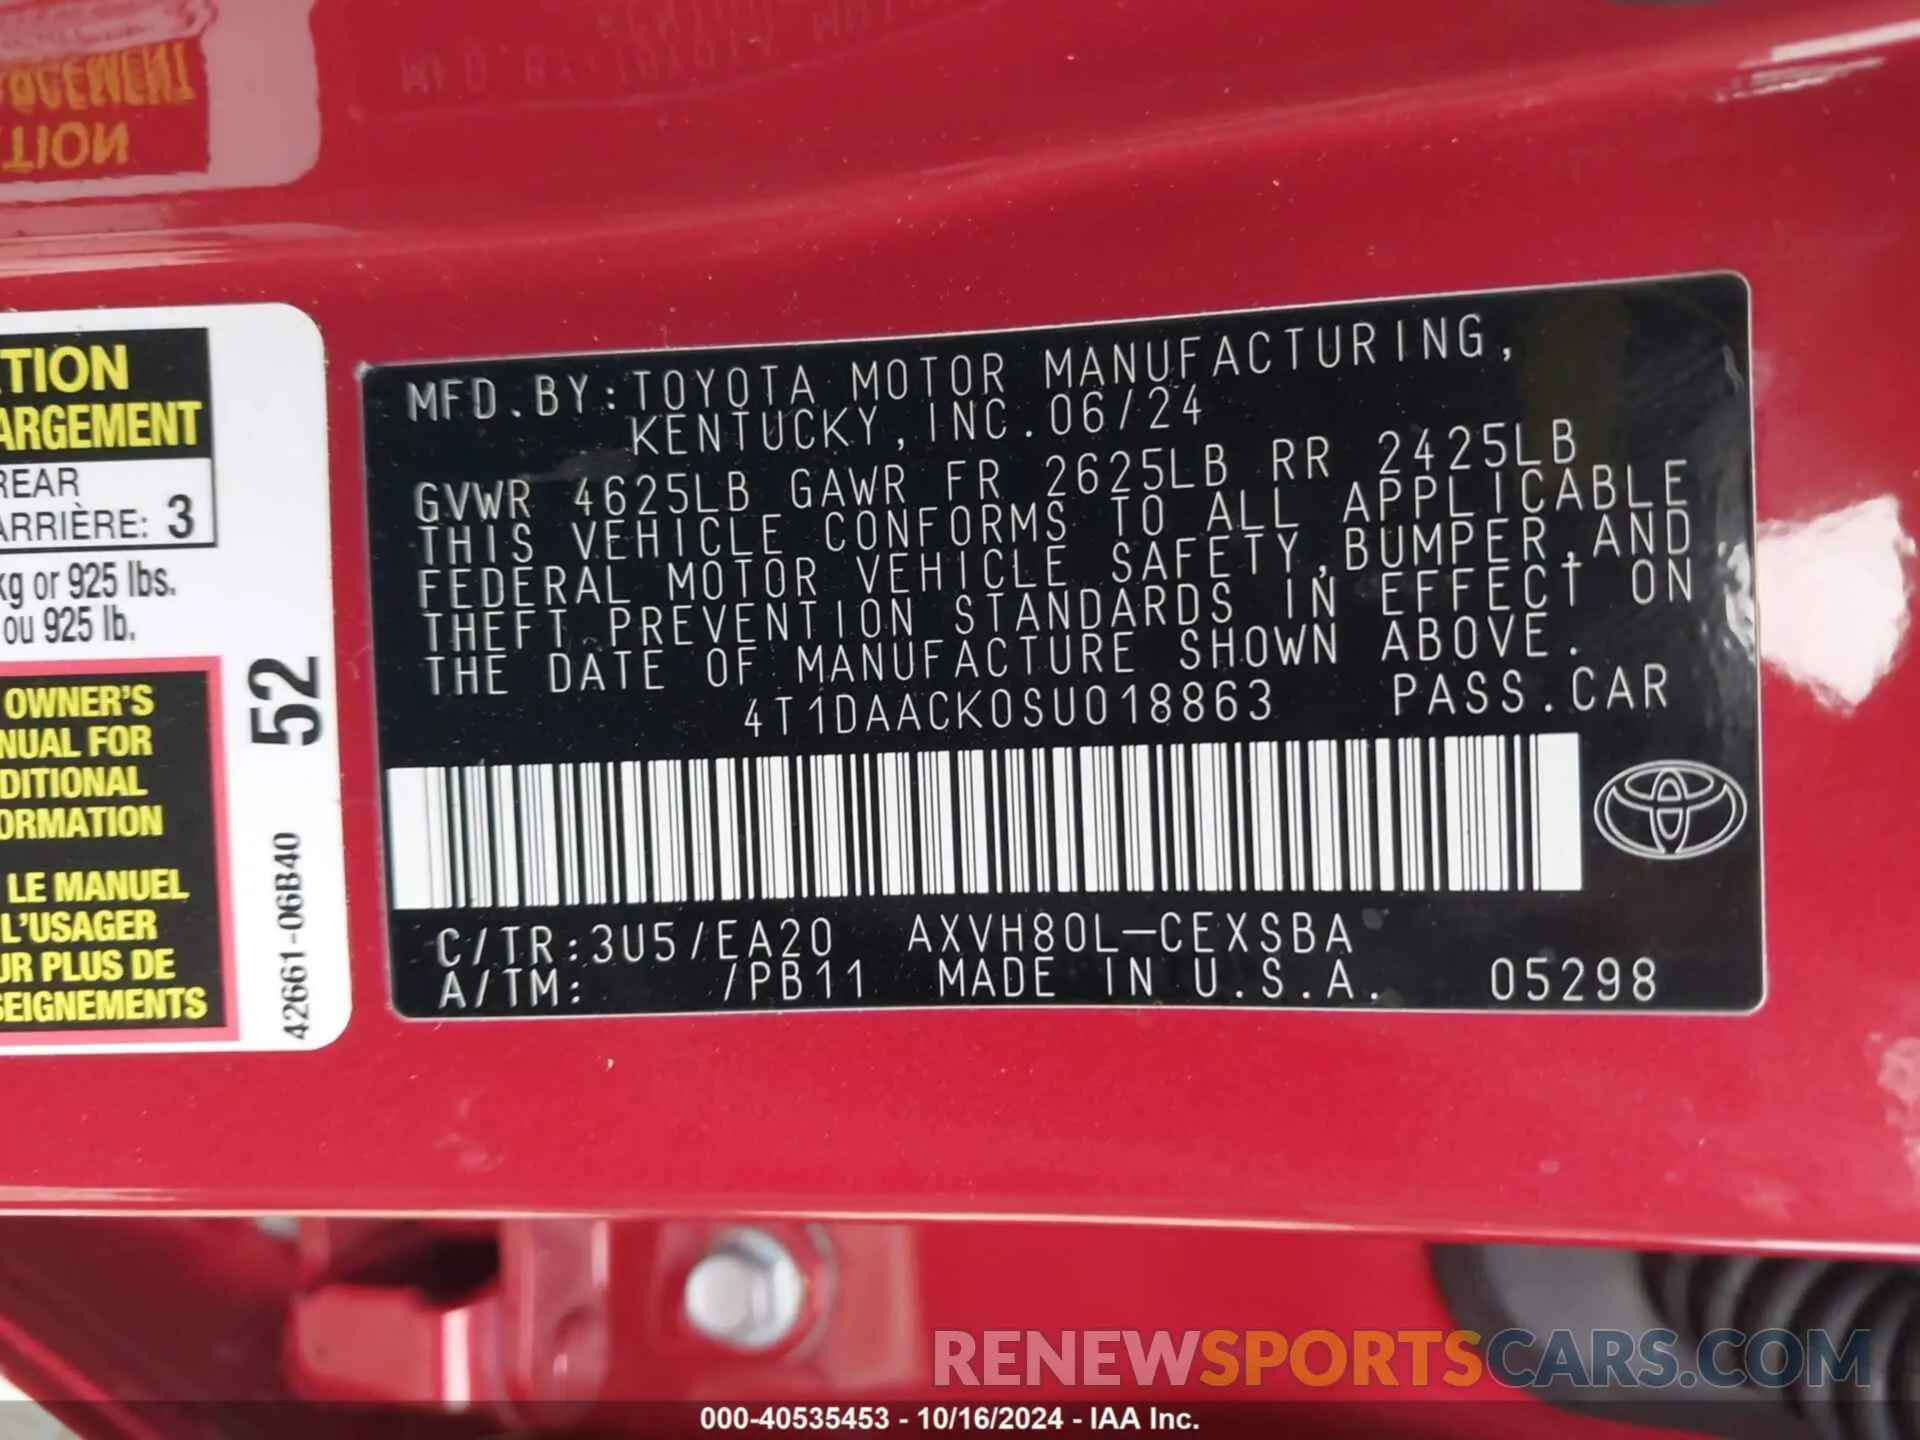 TION
ARGEMENT
REAR
ARRIÈRE: 3
kg or 925 lbs.
ou 925 lb.
OWNER'S
NUAL FOR
DITIONAL
ORMATION
LE MANUEL
L'USAGER
UR PLUS DE
SEIGNEMENTS
52
42661-06B40
MFD.BY:TOYOTA MOTOR MANUFACTURING,
KENTUCKY,INC.06/24
GVWR 4625LB GAWR FR 2625LB RR 2425LB
THIS VEHICLE CONFORMS TO ALL APPLICABLE
FEDERAL MOTOR VEHICLE SAFETY,BUMPER,AND
THEFT PREVENTION STANDARDS IN EFFECT ON
THE DATE OF MANUFACTURE SHOWN ABOVE.
4T1DAACK0SU018863 PASS.CAR
C/TR:3U5/EA20 AXVH80L-CEXSBA
A/TM: /PB11 MADE IN U.S.A. 05298
RENEWSPORTSCARS.COM
000-40535453 - 10/16/2024 - IAA Inc.